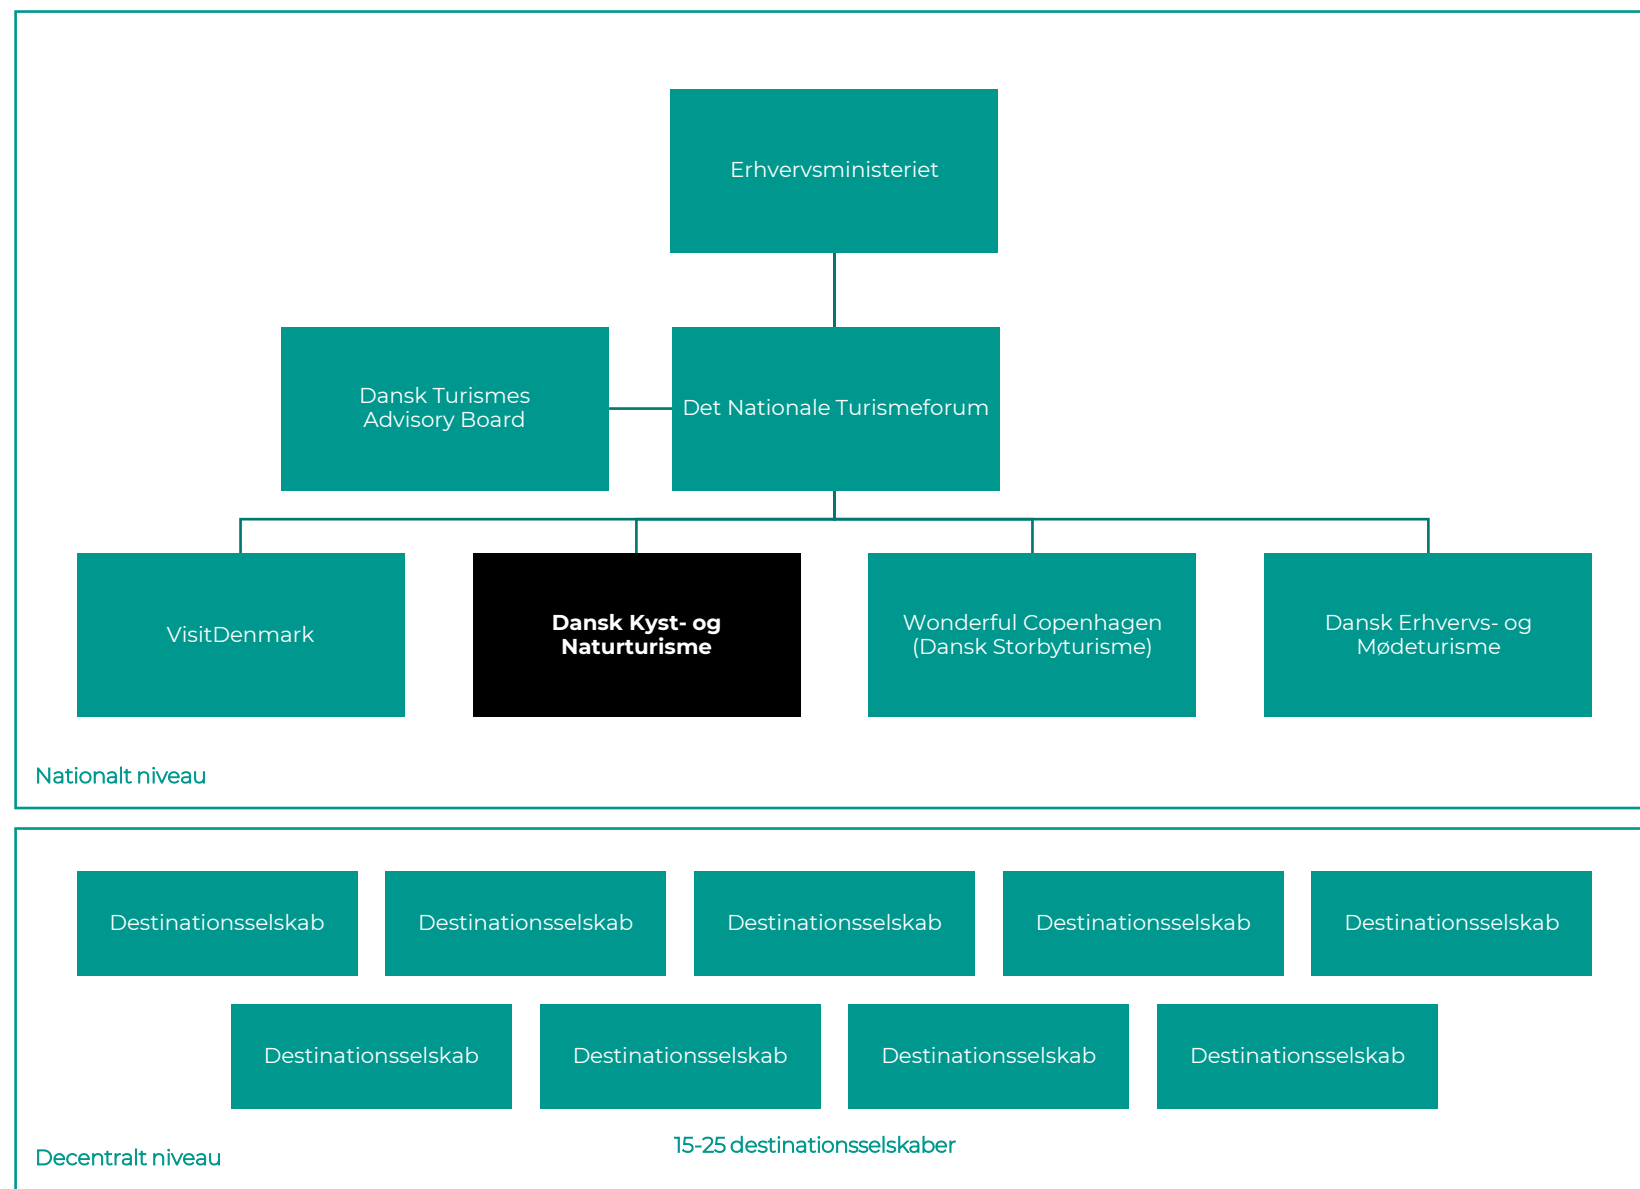 Erhvervsministeriet
Dansk Turismes
Advisory Board
Det Nationale Turismeforum
VisitDenmark
Dansk Kyst- og
Naturturisme
Wonderful Copenhagen
(Dansk Storbyturisme)
Dansk Erhvervs- og
Mødeturisme
Nationalt niveau
Destinationsselskab
Destinationsselskab
Destinationsselskab
Destinationsselskab
Destinationsselskab
Destinationsselskab
Destinationsselskab
Destinationsselskab
Destinationsselskab
15-25 destinationsselskaber
Decentralt niveau